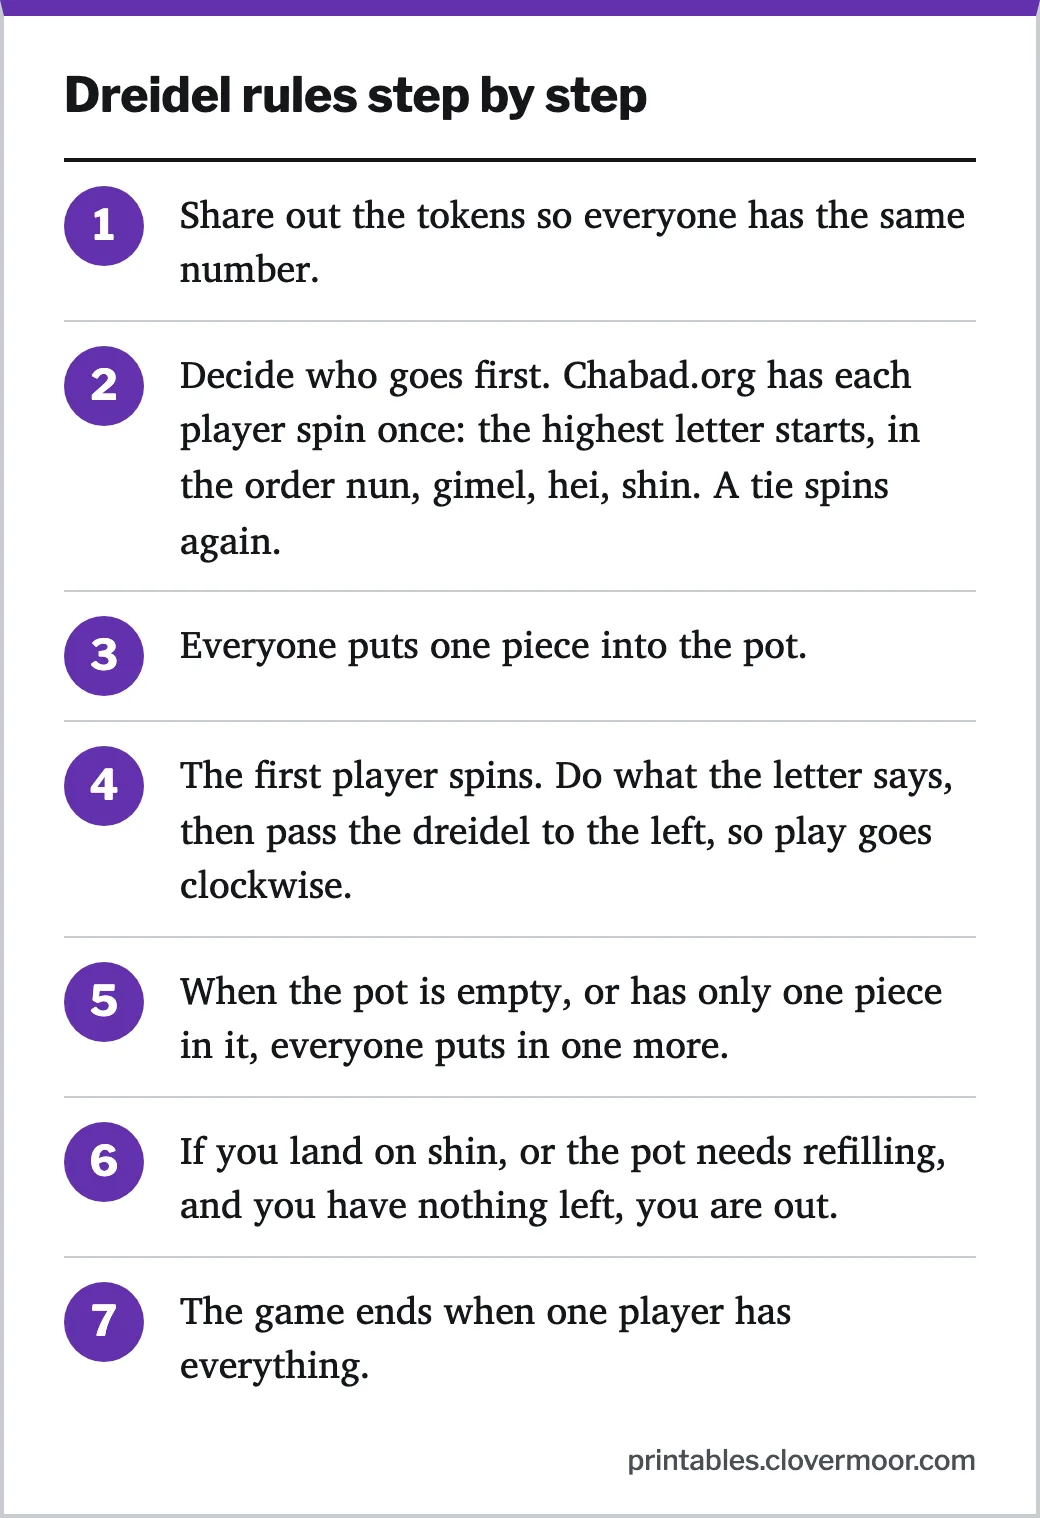 Dreidel rules step by step
1
Share out the tokens so everyone has the same
number.
2
Decide who goes first. Chabad.org has each
player spin once: the highest letter starts, in
the order nun, gimel, hei, shin. A tie spins
again.
3
Everyone puts one piece into the pot.
4
The first player spins. Do what the letter says,
then pass the dreidel to the left, so play goes
clockwise.
5
When the pot is empty, or has only one piece
in it, everyone puts in one more.
6
If you land on shin, or the pot needs refilling,
and you have nothing left, you are out.
7
The game ends when one player has
everything.
printables.clovermoor.com